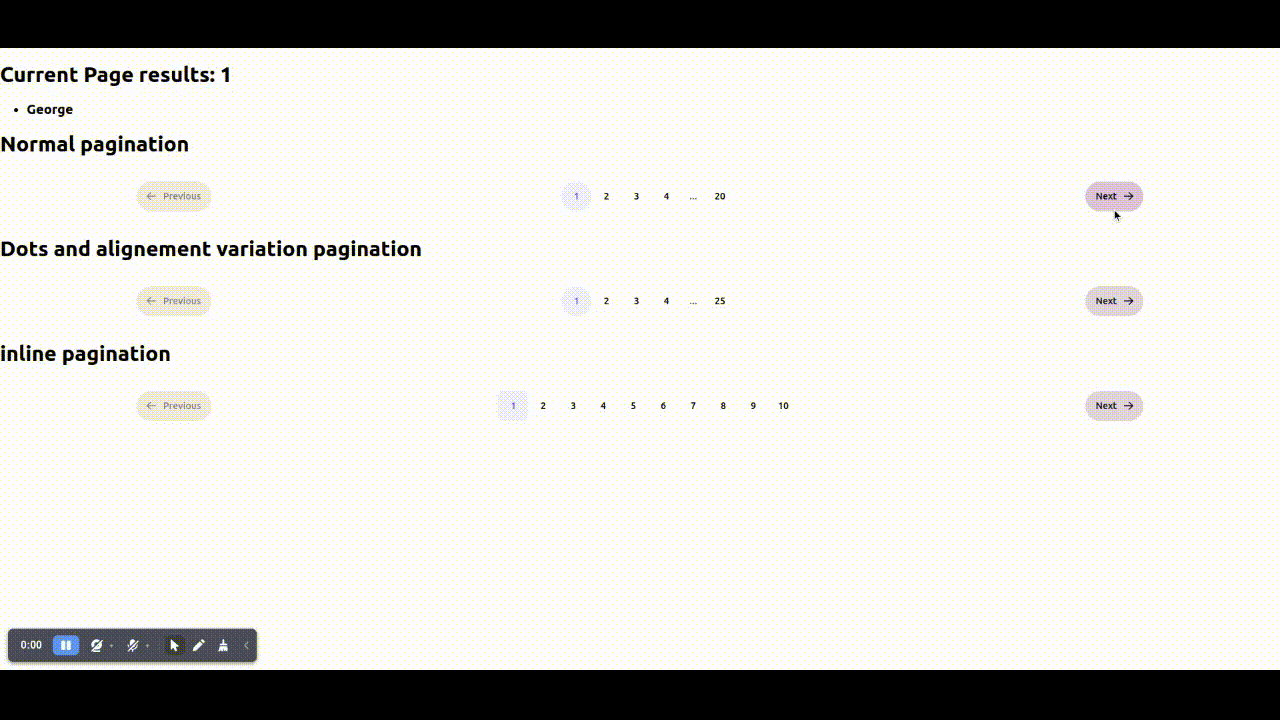 Current Page results: 1
• George
Normal pagination
← Previous 1 2 3 4 ... 20 Next →
Dots and alignement variation pagination
← Previous 1 2 3 4 ... 25 Next →
inline pagination
← Previous 1 2 3 4 5 6 7 8 9 10 Next →
0:00